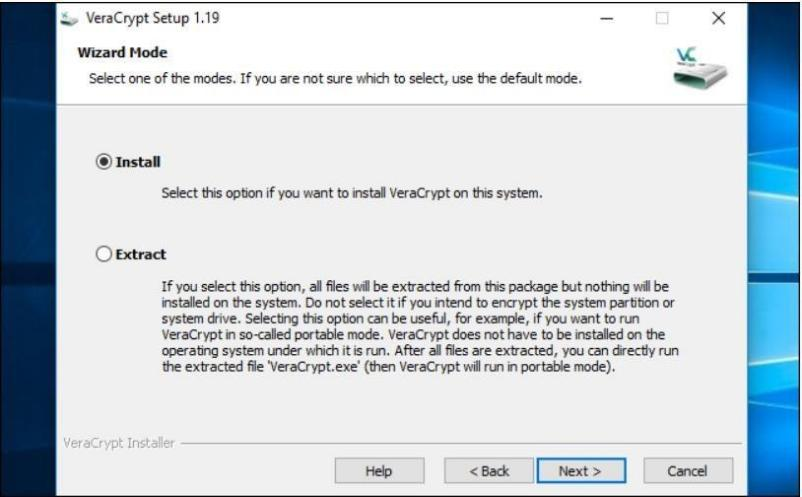 VeraCrypt Setup 1.19
Wizard Mode
Select one of the modes. If you are not sure which to select, use the default mode.
VC
Install
Select this option if you want to install VeraCrypt on this system.
Extract
If you select this option, all files will be extracted from this package but nothing will be
installed on the system. Do not select it if you intend to encrypt the system partition or
system drive. Selecting this option can be useful, for example, if you want to run
VeraCrypt in so-called portable mode. VeraCrypt does not have to be installed on the
operating system under which it is run. After all files are extracted, you can directly run
the extracted file 'VeraCrypt.exe' (then VeraCrypt will run in portable mode).
VeraCrypt Installer
Help
< Back
Next >
Cancel